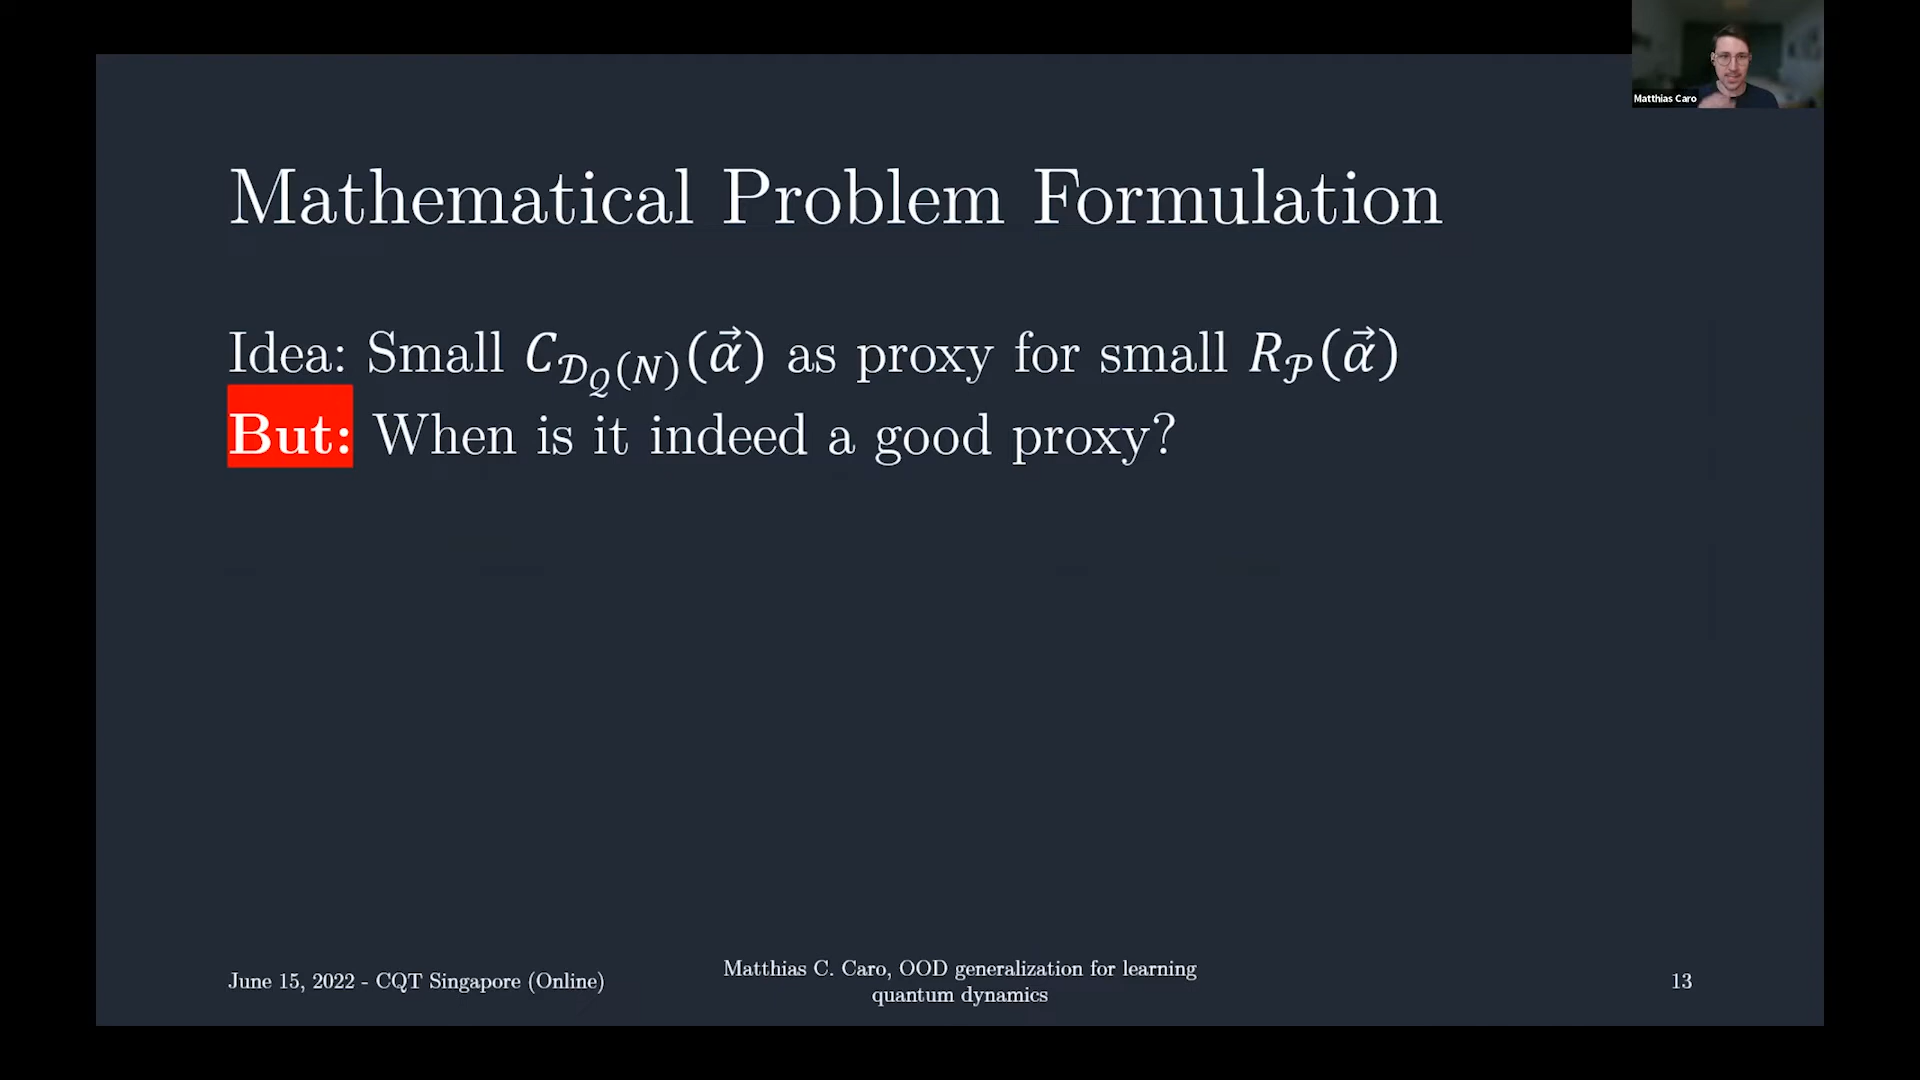 Matthias Caro
Mathematical Problem Formulation
Idea: Small $C_{\mathcal{D}_{\mathcal{Q}}(N)}(\vec{\alpha})$ as proxy for small $R_{\mathcal{P}}(\vec{\alpha})$
But: When is it indeed a good proxy?
June 15, 2022 - CQT Singapore (Online)
Matthias C. Caro, OOD generalization for learning
quantum dynamics
13